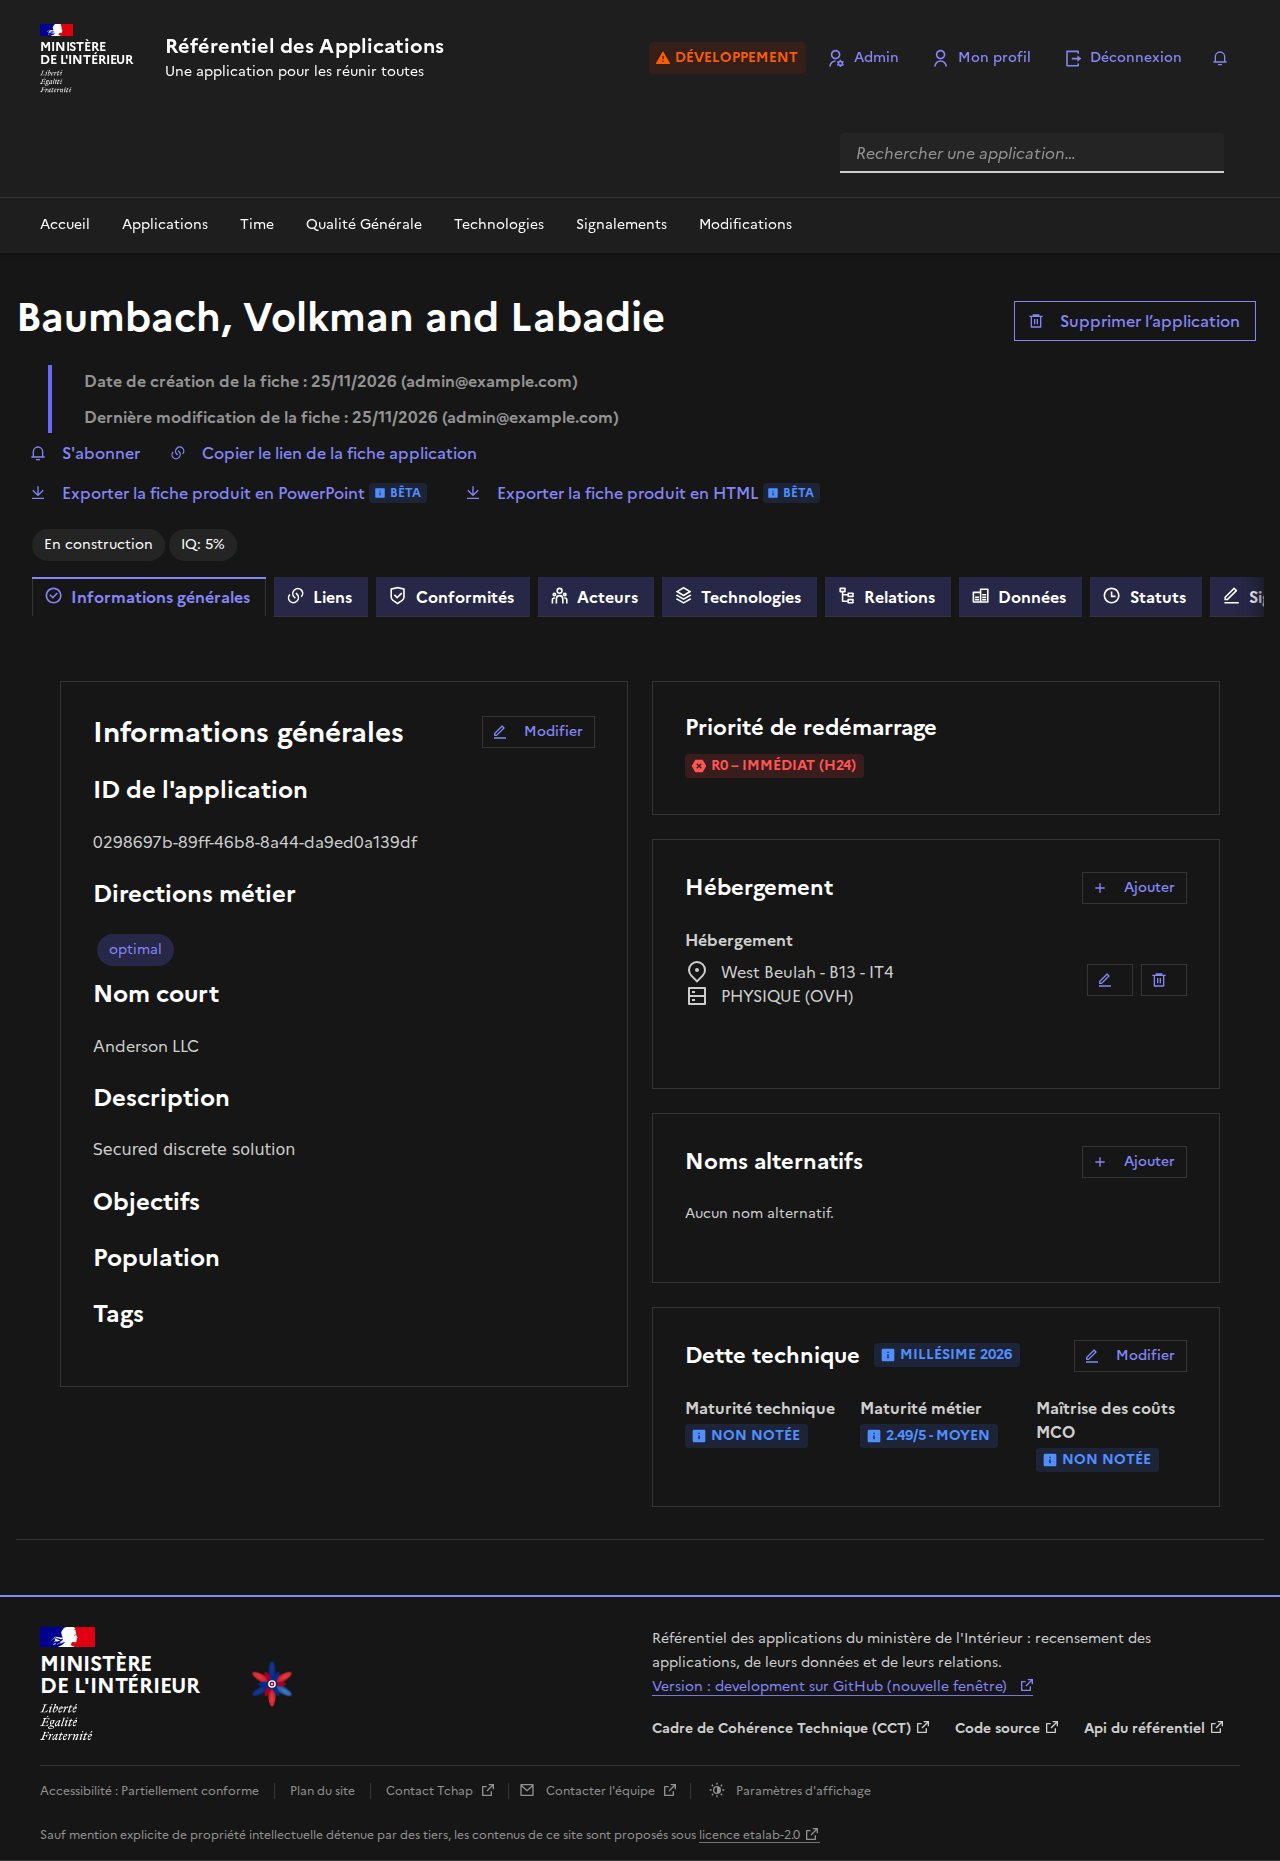 MINISTÈRE
DE L'INTÉRIEUR
Liberté
Égalité
Fraternité
Référentiel des Applications
Une application pour les réunir toutes
DÉVELOPPEMENT
Admin
Mon profil
Déconnexion
Rechercher une application...
Accueil
Applications
Time
Qualité Générale
Technologies
Signalements
Modifications
Baumbach, Volkman and Labadie
Supprimer l’application
Date de création de la fiche : 25/11/2026 (admin@example.com)
Dernière modification de la fiche : 25/11/2026 (admin@example.com)
S'abonner
Copier le lien de la fiche application
Exporter la fiche produit en PowerPoint BÊTA
Exporter la fiche produit en HTML BÊTA
En construction
IQ: 5%
Informations générales
Liens
Conformités
Acteurs
Technologies
Relations
Données
Statuts
Informations générales
Modifier
ID de l'application
0298697b-89ff-46b8-8a44-da9ed0a139df
Directions métier
optimal
Nom court
Anderson LLC
Description
Secured discrete solution
Objectifs
Population
Tags
Priorité de redémarrage
R0 – IMMÉDIAT (H24)
Hébergement
Ajouter
Hébergement
West Beulah - B13 - IT4
PHYSIQUE (OVH)
Noms alternatifs
Ajouter
Aucun nom alternatif.
Dette technique
MILLÉSIME 2026
Modifier
Maturité technique
NON NOTÉE
Maturité métier
2.49/5 - MOYEN
Maîtrise des coûts
MCO
NON NOTÉE
MINISTÈRE
DE L'INTÉRIEUR
Liberté
Égalité
Fraternité
Référentiel des applications du ministère de l'Intérieur : recensement des
applications, de leurs données et de leurs relations.
Version : development sur GitHub (nouvelle fenêtre)
Cadre de Cohérence Technique (CCT)
Code source
Api du référentiel
Accessibilité : Partiellement conforme
Plan du site
Contact Tchap
Contacter l'équipe
Paramètres d'affichage
Sauf mention explicite de propriété intellectuelle détenue par des tiers, les contenus de ce site sont proposés sous licence etalab-2.0